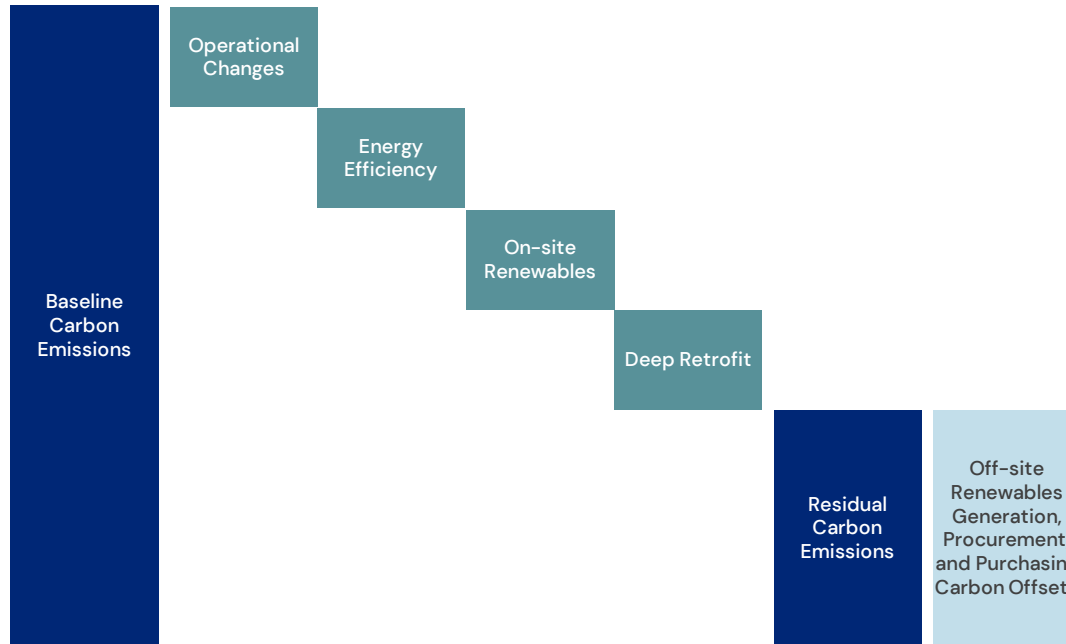 Operational
Changes
Energy
Efficiency
On-site
Renewables
Deep Retrofit
Baseline
Carbon
Emissions
Residual
Carbon
Emissions
Off-site
Renewables
Generation,
Procurement
and Purchasin
Carbon Offset